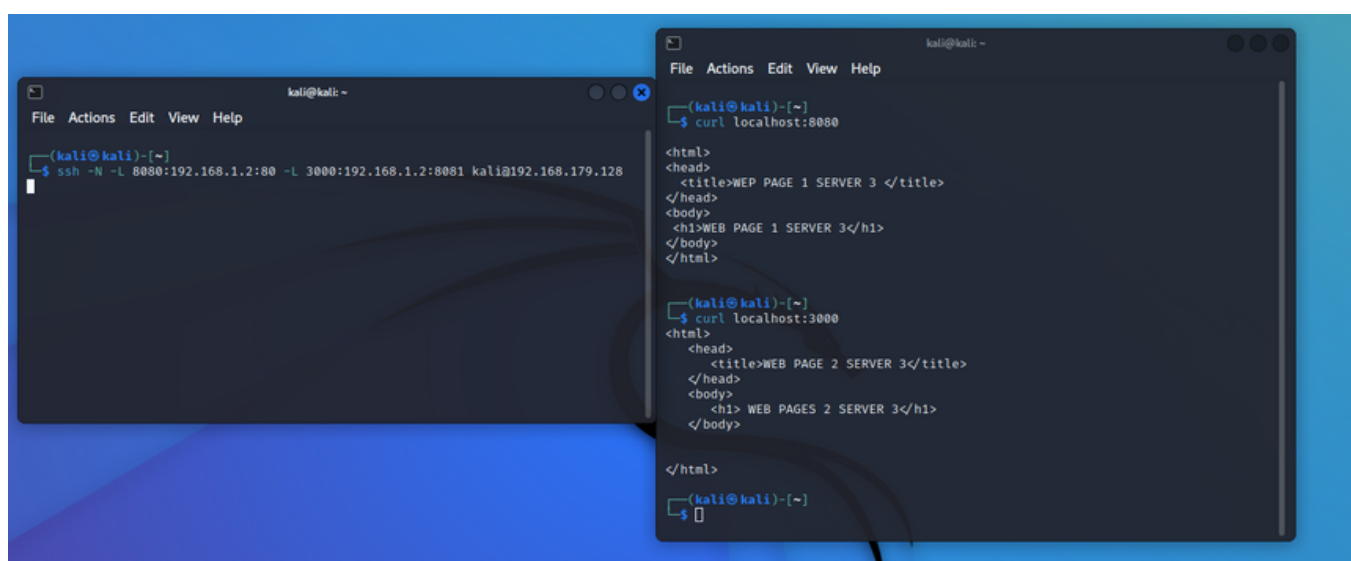 kali@kali: ~
File Actions Edit View Help
┌──(kali㉿kali)-[~]
└─$ ssh -N -L 8080:192.168.1.2:80 -L 3000:192.168.1.2:8081 kali@192.168.179.128
kali@kali: ~
File Actions Edit View Help
┌──(kali㉿kali)-[~]
└─$ curl localhost:8080
<html>
<head>
<title>WEP PAGE 1 SERVER 3 </title>
</head>
<body>
<h1>WEB PAGE 1 SERVER 3</h1>
</body>
</html>
┌──(kali㉿kali)-[~]
└─$ curl localhost:3000
<html>
<head>
<title>WEB PAGE 2 SERVER 3</title>
</head>
<body>
<h1> WEB PAGES 2 SERVER 3</h1>
</body>
</html>
┌──(kali㉿kali)-[~]
└─$